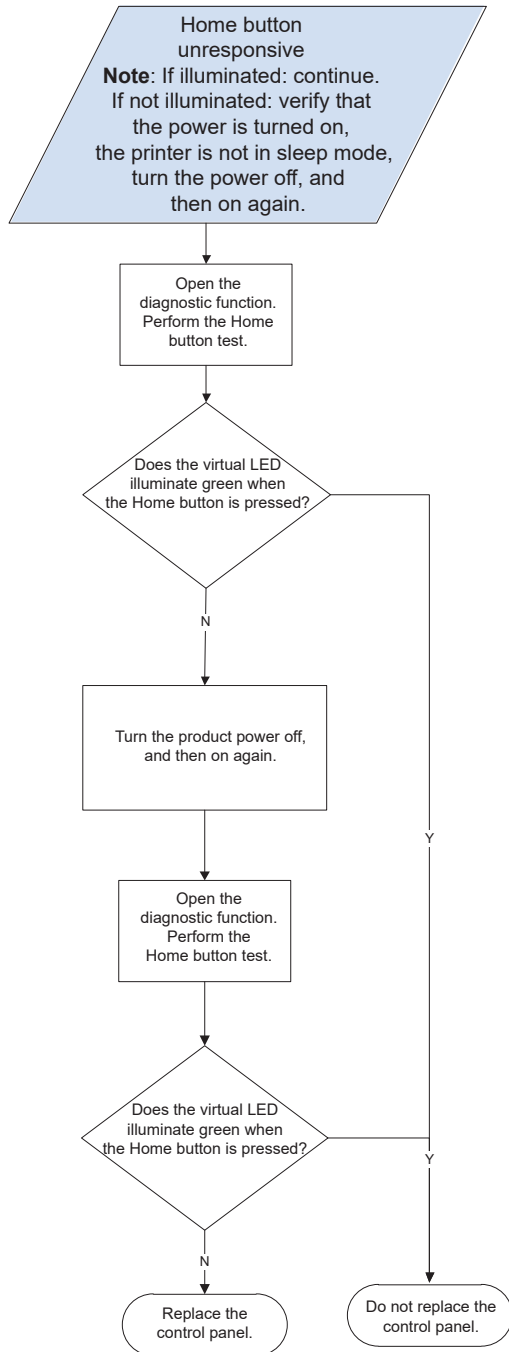 Home button
unresponsive
Note: If illuminated: continue.
If not illuminated: verify that
the power is turned on,
the printer is not in sleep mode,
turn the power off, and
then on again.
Open the
diagnostic function.
Perform the Home
button test.
Does the virtual LED
illuminate green when
the Home button is pressed?
N
Turn the product power off,
and then on again.
Y
Open the
diagnostic function.
Perform the
Home button test.
Does the virtual LED
illuminate green when
the Home button is pressed?
Y
N
Replace the
control panel.
Do not replace the
control panel.